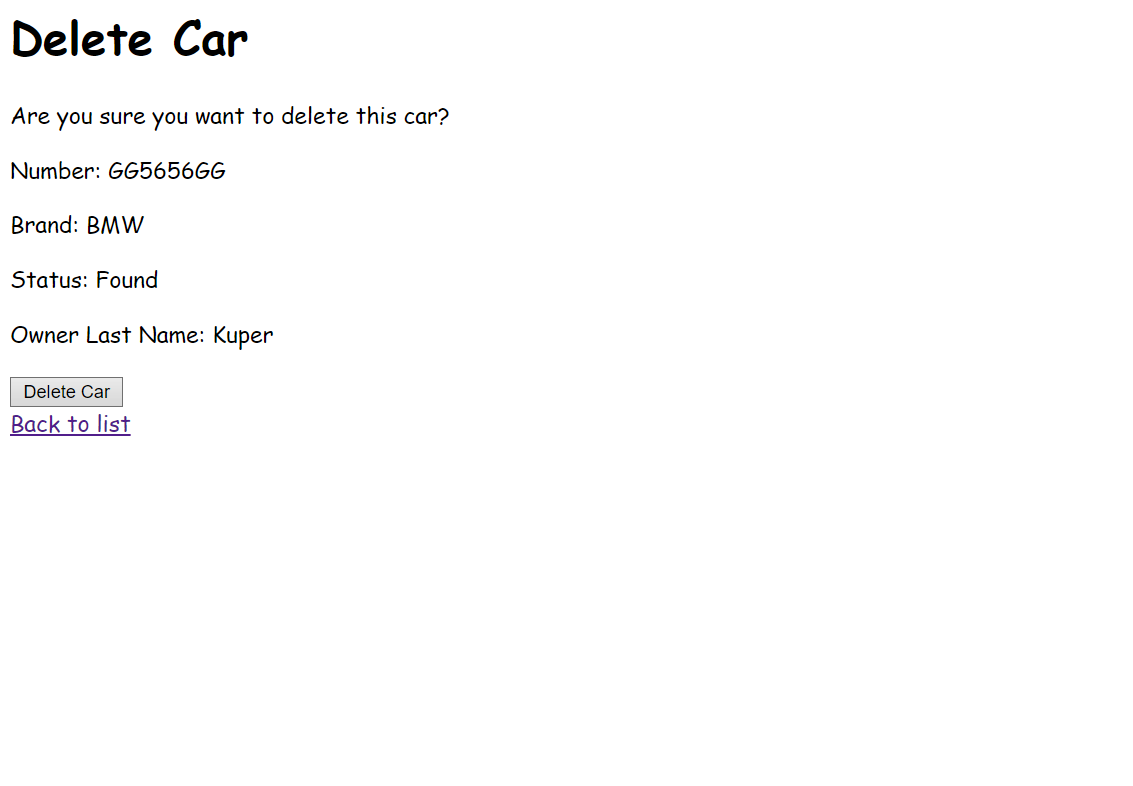 Delete Car
Are you sure you want to delete this car?
Number: GG5656GG
Brand: BMW
Status: Found
Owner Last Name: Kuper
Delete Car
Back to list